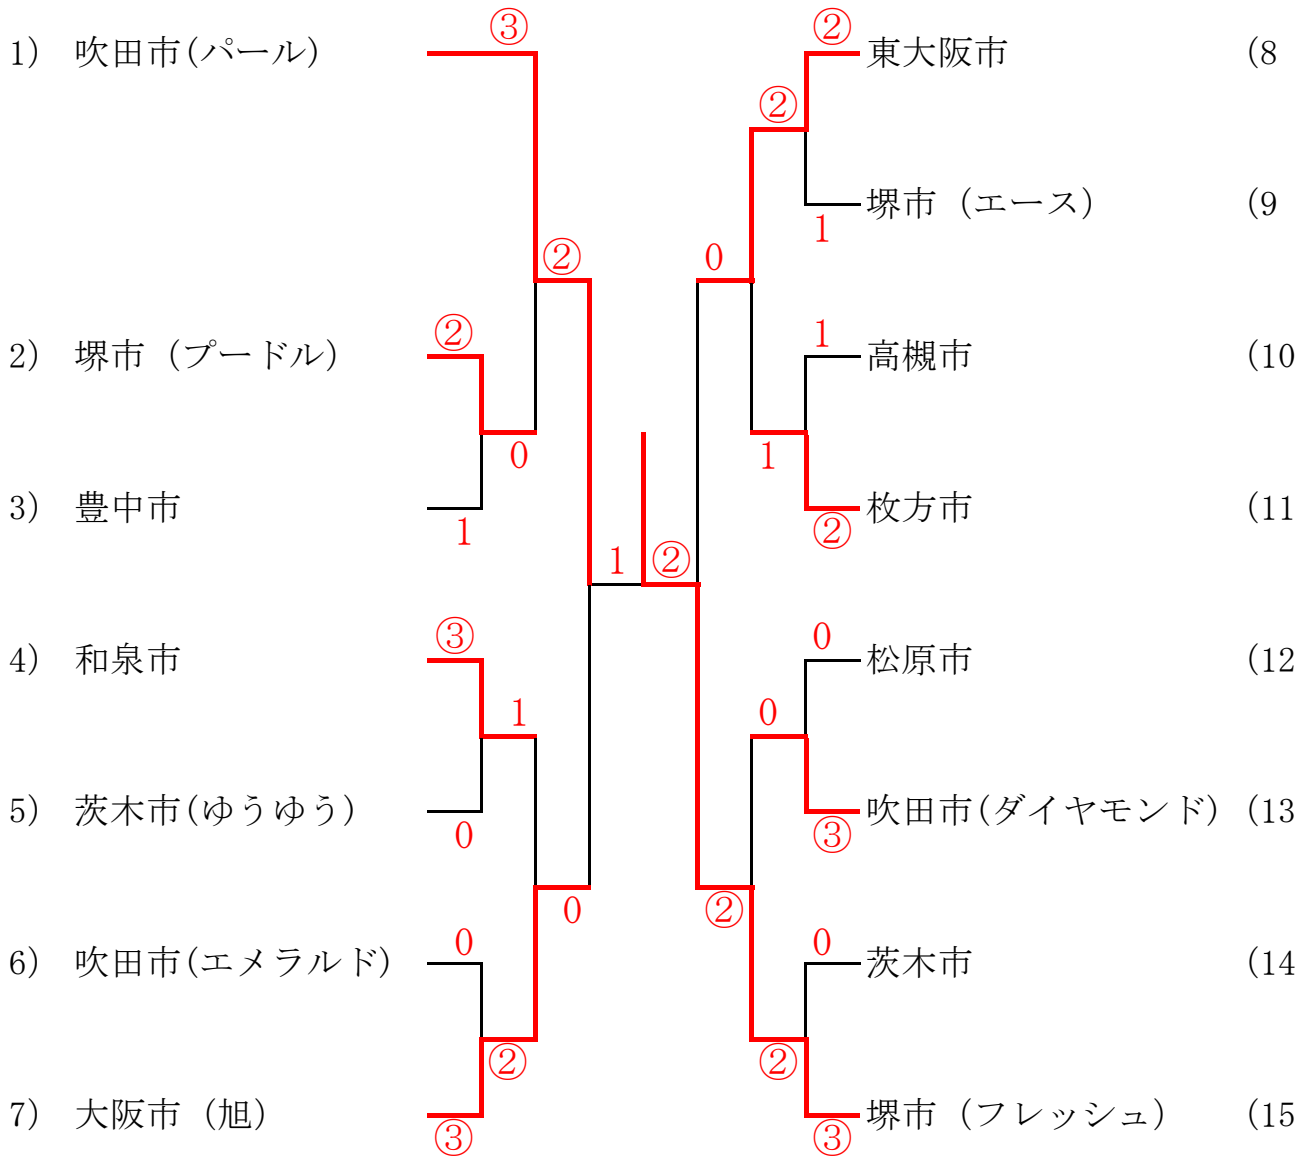 ③ ②
1) 吹田市(パール) 東大阪市 (8
②
堺市 (エース) (9
1
② 0
② 1
2) 堺市 (プードル) 高槻市 (10
0 1
3) 豊中市 枚方市 (11
1 ②
1 ②
③ 0
4) 和泉市 松原市 (12
1 0
5) 茨木市(ゆうゆう) 吹田市(ダイヤモンド) (13
0 ③
0 ②
0 0
6) 吹田市(エメラルド) 茨木市 (14
② ②
7) 大阪市 (旭) 堺市 (フレッシュ) (15
③ ③